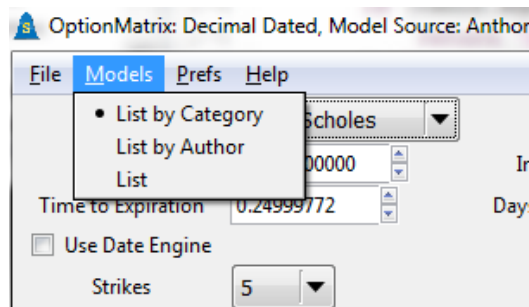 OptionMatrix: Decimal Dated, Model Source: Anthor
File Models Prefs Help
List by Category
Scholes
List by Author
00000
List
Time to Expiration 0.24999772 Days
Use Date Engine
Strikes 5